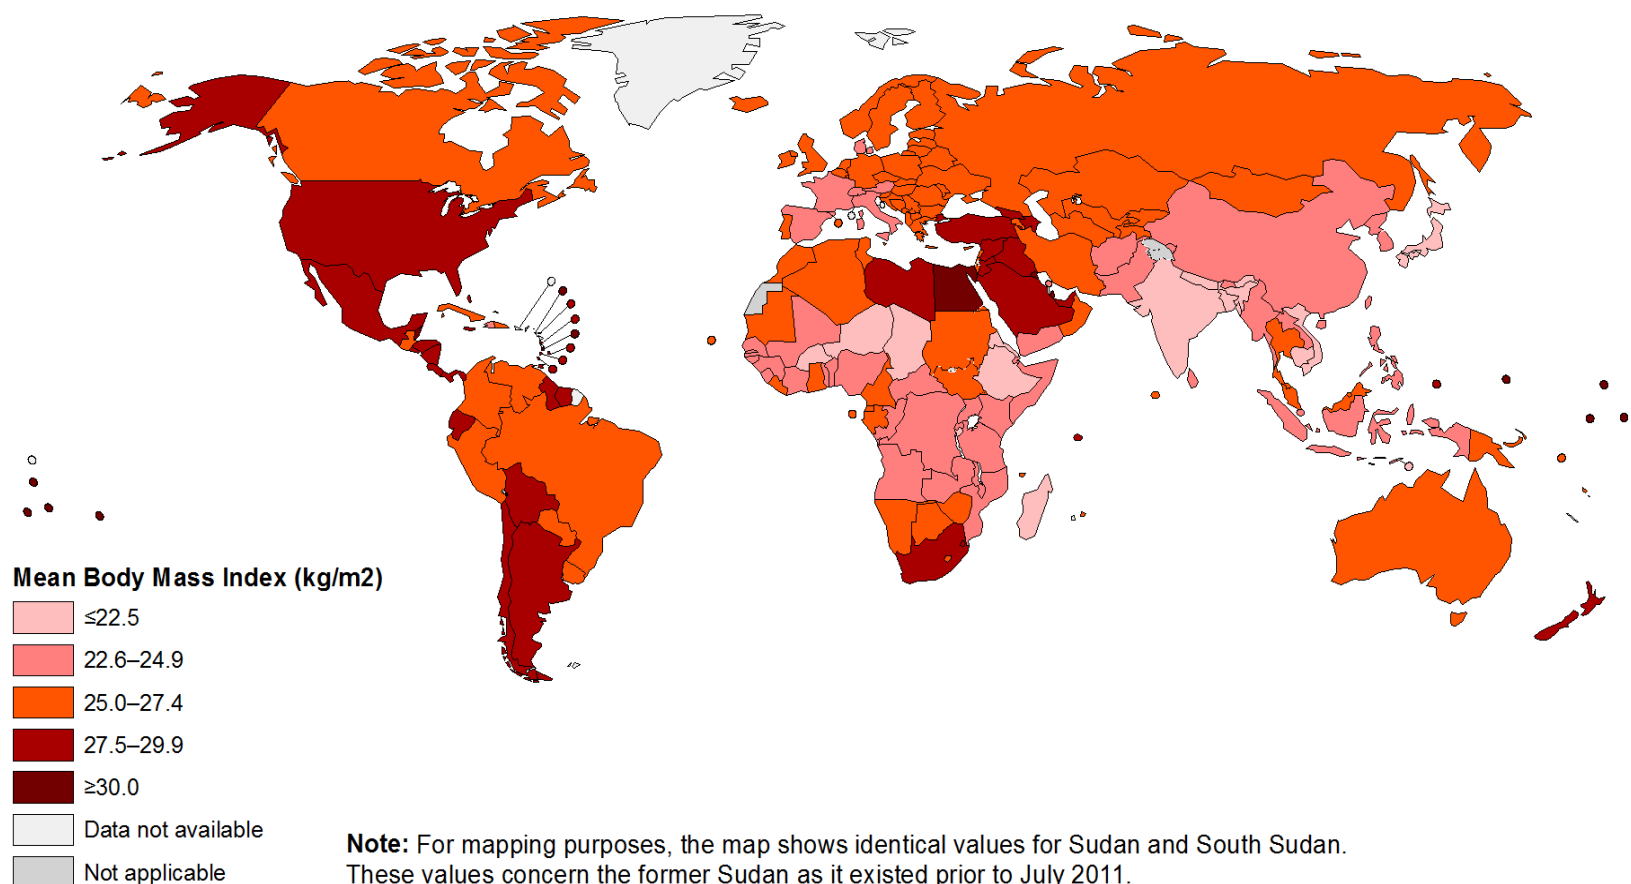 Mean Body Mass Index (kg/m2)
≤22.5
22.6–24.9
25.0–27.4
27.5–29.9
≥30.0
Data not available
Not applicable
Note: For mapping purposes, the map shows identical values for Sudan and South Sudan.
These values concern the former Sudan as it existed prior to July 2011.